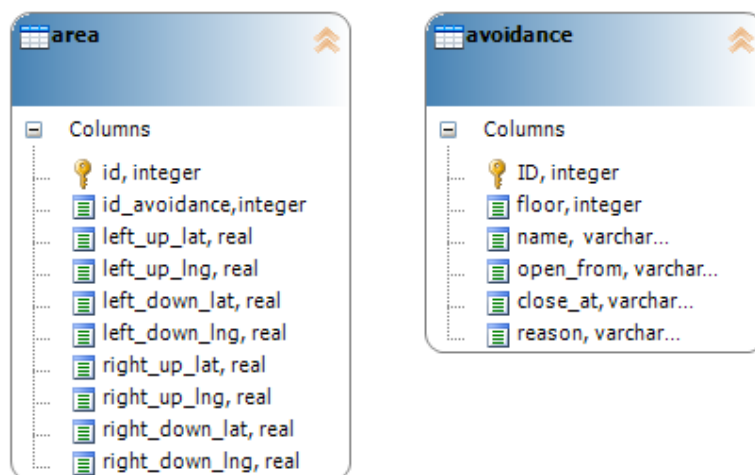 area
Columns
id, integer
id_avoidance,integer
left_up_lat, real
left_up_lng, real
left_down_lat, real
left_down_lng, real
right_up_lat, real
right_up_lng, real
right_down_lat, real
right_down_lng, real
avoidance
Columns
ID, integer
floor,integer
name, varchar...
open_from, varchar...
close_at,varchar...
reason, varchar...